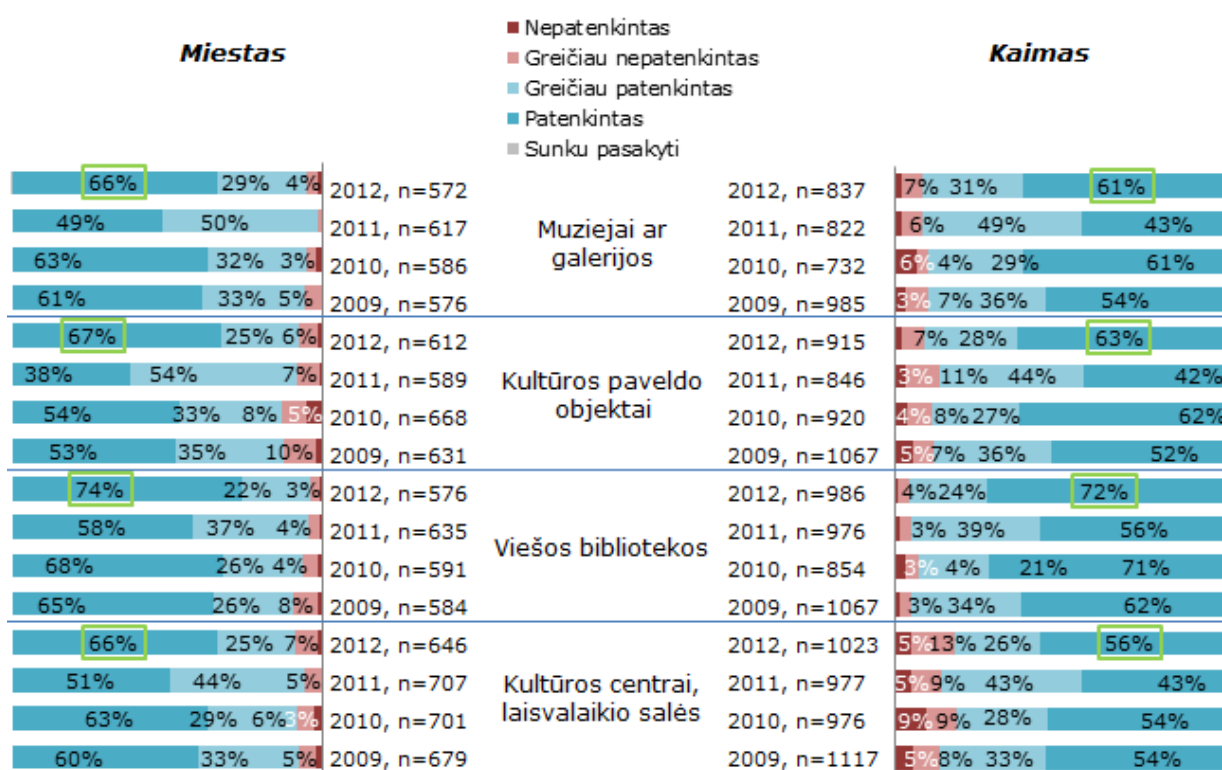 Nepatenkintas
Miestas Greičiau nepatenkintas Kaimas
Greičiau patenkintas
Patenkintas
Sunku pasakyti
66% 29% 4% 2012, n=572 2012, n=837 7% 31% 61%
49% 50% 2011, n=617 Muziejai ar 2011, n=822 6% 49% 43%
63% 32% 3% 2010, n=586 galerijos 2010, n=732 6% 4% 29% 61%
61% 33% 5% 2009, n=576 2009, n=985 3% 7% 36% 54%
67% 25% 6% 2012, n=612 2012, n=915 7% 28% 63%
38% 54% 7% 2011, n=589 Kultūros paveldo 2011, n=846 3% 11% 44% 42%
54% 33% 8% 5% 2010, n=668 objektai 2010, n=920 4% 8% 27% 62%
53% 35% 10% 2009, n=631 2009, n=1067 5% 7% 36% 52%
74% 22% 3% 2012, n=576 2012, n=986 4% 24% 72%
58% 37% 4% 2011, n=635 Viešos bibliotekos 2011, n=976 3% 39% 56%
68% 26% 4% 2010, n=591 2010, n=854 3% 4% 21% 71%
65% 26% 8% 2009, n=584 2009, n=1067 3% 34% 62%
66% 25% 7% 2012, n=646 2012, n=1023 5% 13% 26% 56%
51% 44% 5% 2011, n=707 Kultūros centrai, 2011, n=977 5% 9% 43% 43%
63% 29% 6% 3% 2010, n=701 laisvalaikio salės 2010, n=976 9% 9% 28% 54%
60% 33% 5% 2009, n=679 2009, n=1117 5% 8% 33% 54%